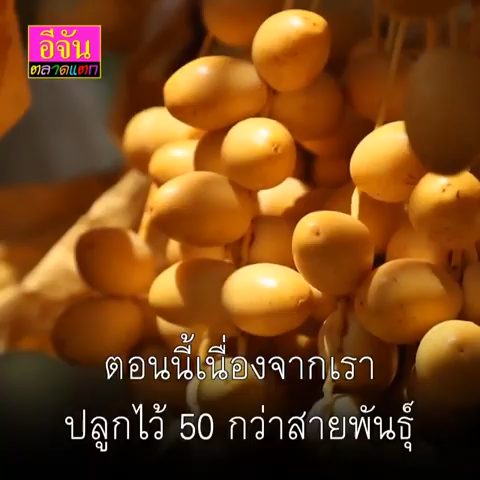 อีจัน
ตลาดแตก
ตอนนี้เนื่องจากเรา
ปลูกไว้ 50 กว่าสายพันธุ์